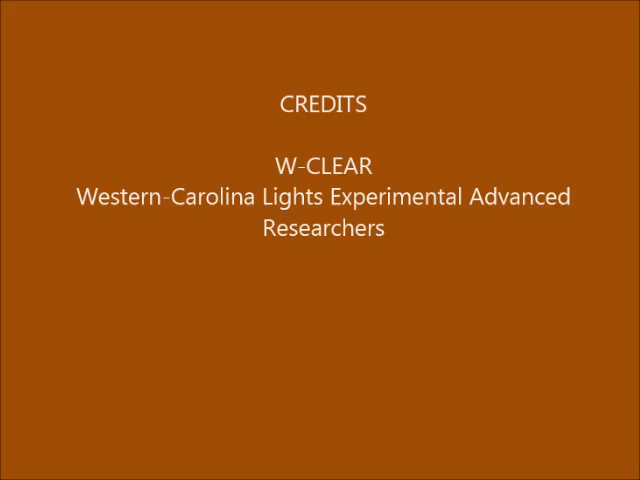 CREDITS
W-CLEAR
Western-Carolina Lights Experimental Advanced
Researchers